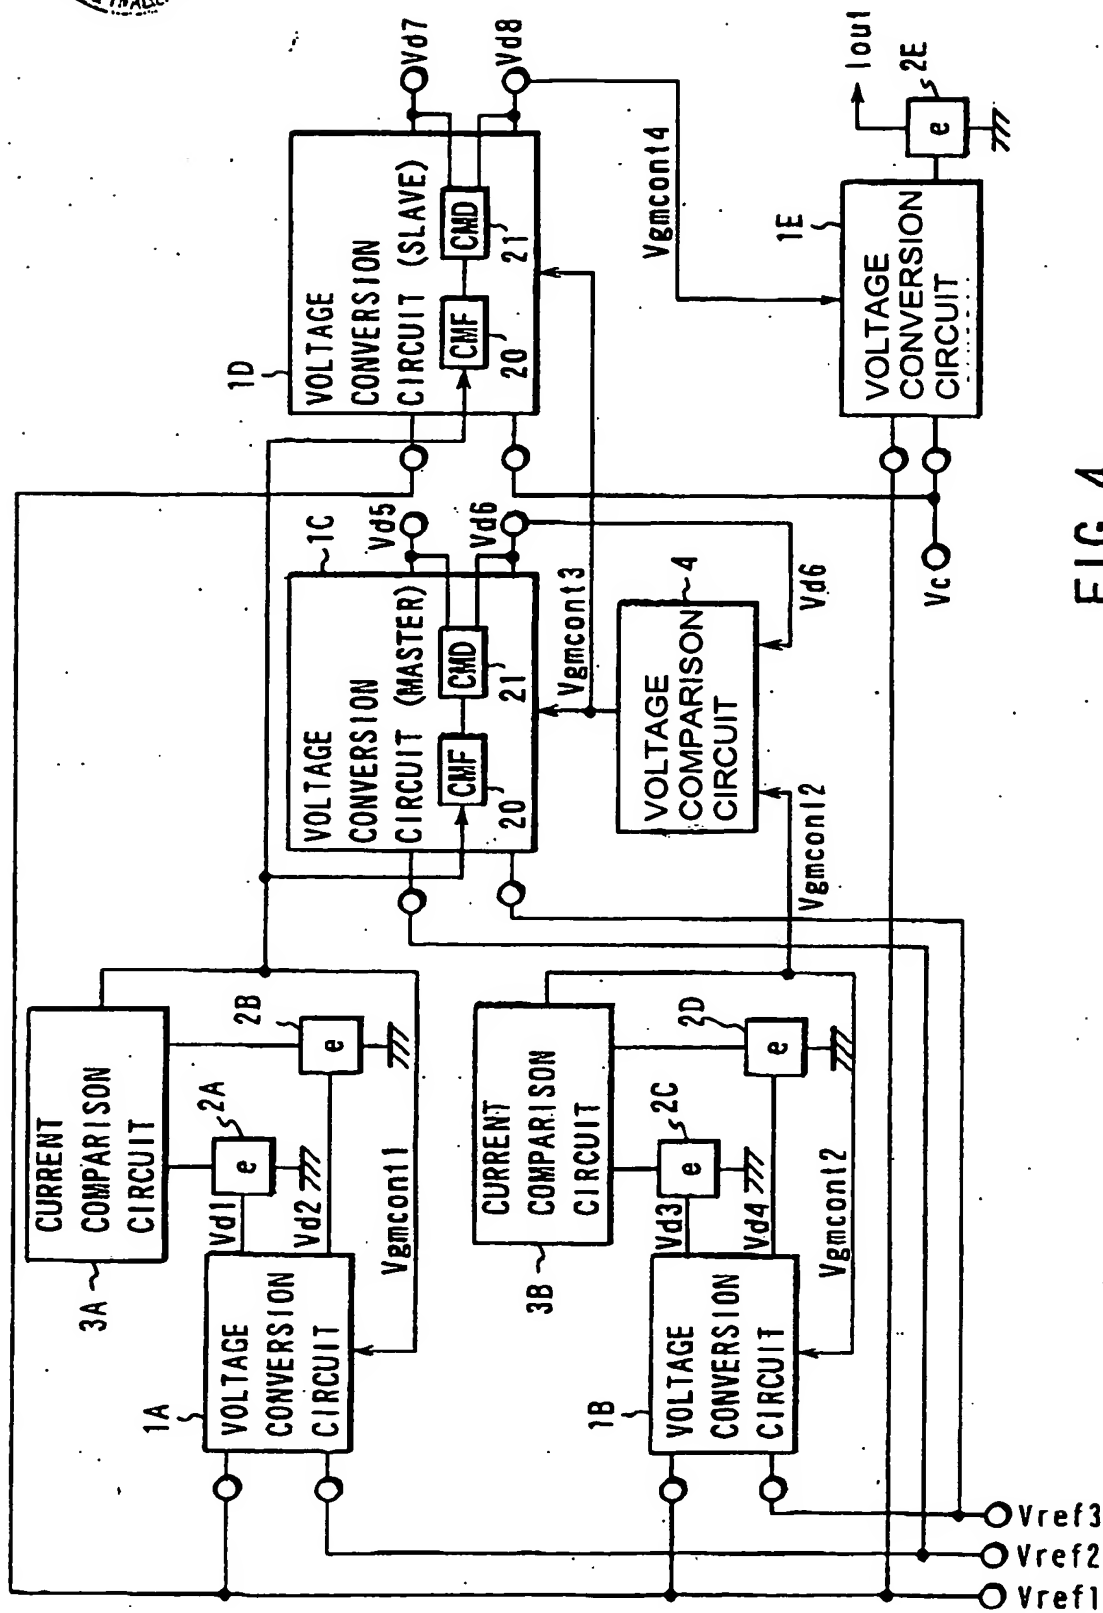 CURRENT
COMPARISON
CIRCUIT
3A
2A
2B
e
e
Vd1
Vd2
Vgmcont1
1A
VOLTAGE
CONVERSION
CIRCUIT
CURRENT
COMPARISON
CIRCUIT
3B
2C
2D
e
e
Vd3
Vd4
Vgmcont2
1B
VOLTAGE
CONVERSION
CIRCUIT
Vref3
Vref2
Vref1
1C
VOLTAGE
CONVERSION
CIRCUIT (MASTER)
CMF
CMD
20
21
Vd5
Vd6
Vgmcont3
4
VOLTAGE
COMPARISON
CIRCUIT
Vgmcont2
Vd6
1D
VOLTAGE
CONVERSION
CIRCUIT (SLAVE)
CMF
CMD
20
21
Vd7
Vd8
Vgmcont4
1E
VOLTAGE
CONVERSION
CIRCUIT
Vc
e
2E
Iout
FIG. 4